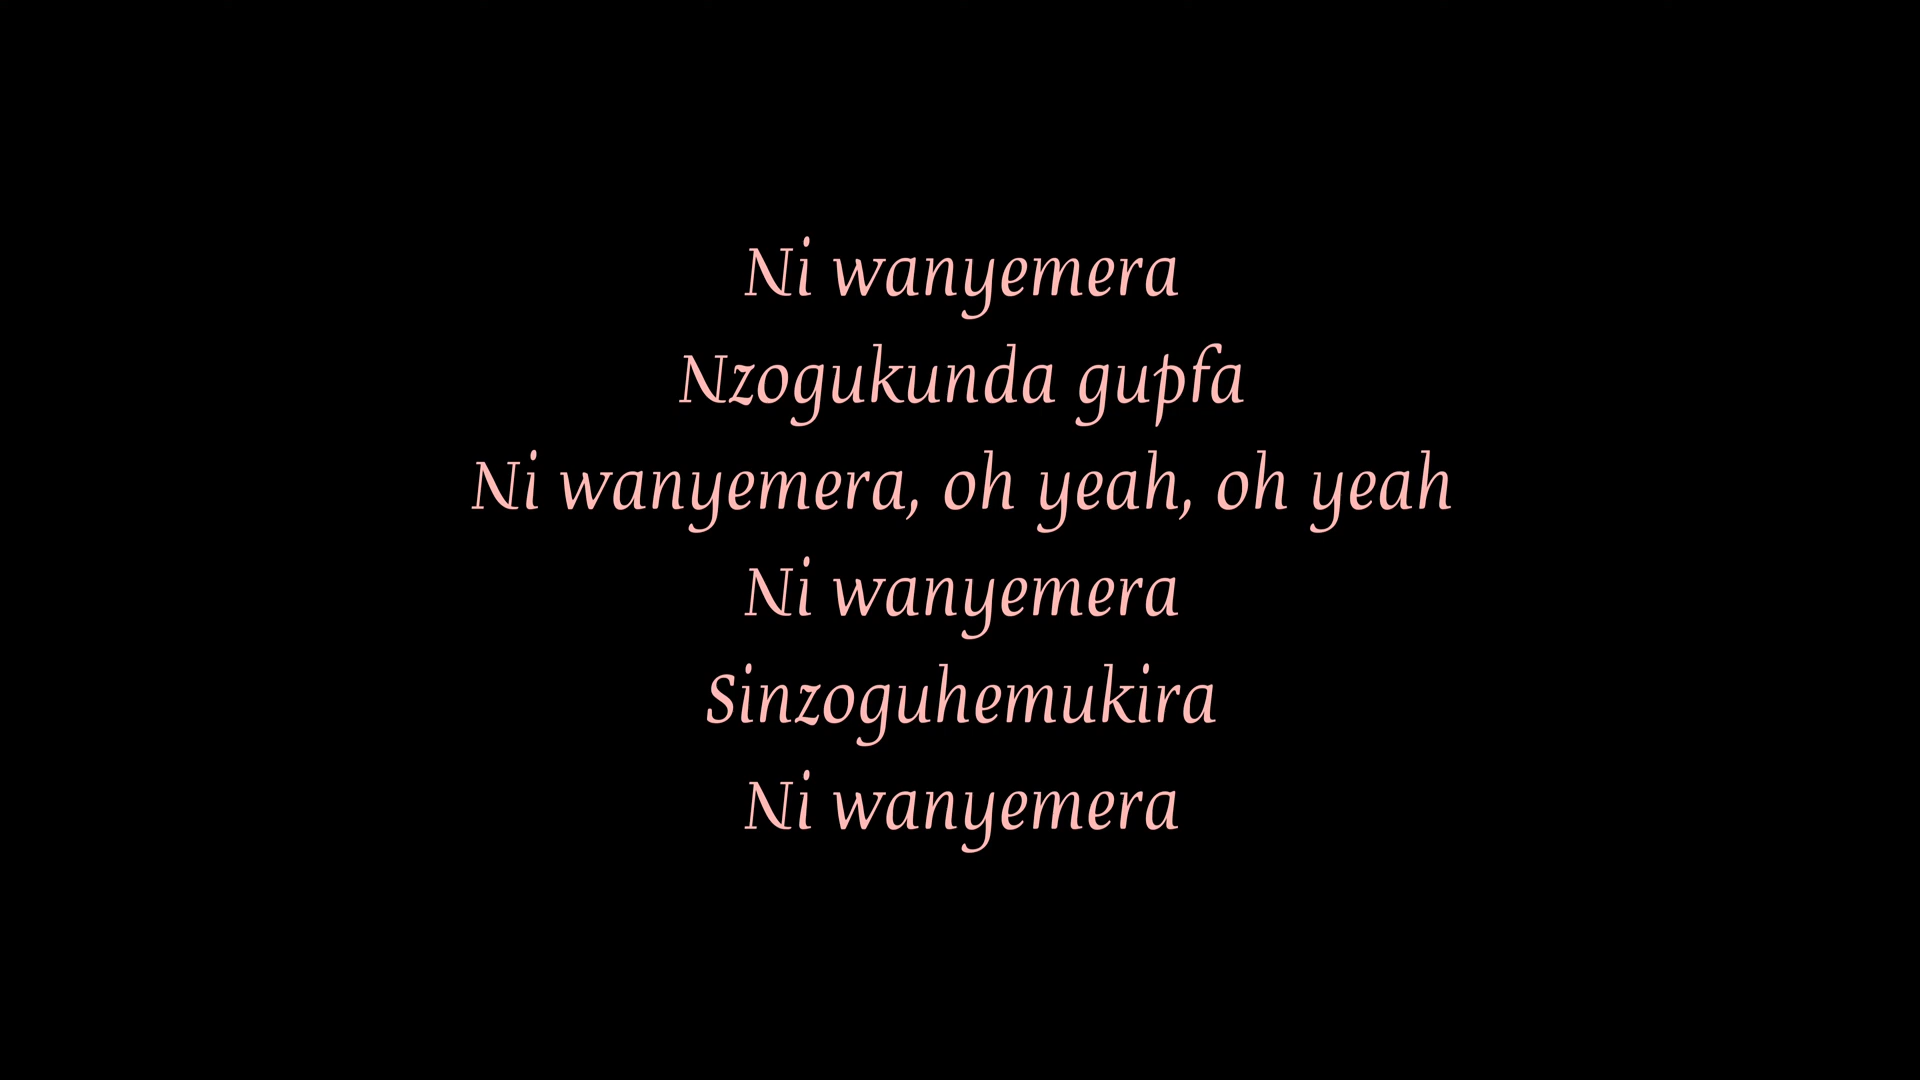 Ni wanyemera
Nzogukunda gupfa
Ni wanyemera, oh yeah, oh yeah
Ni wanyemera
Sinzoguhemukira
Ni wanyemera